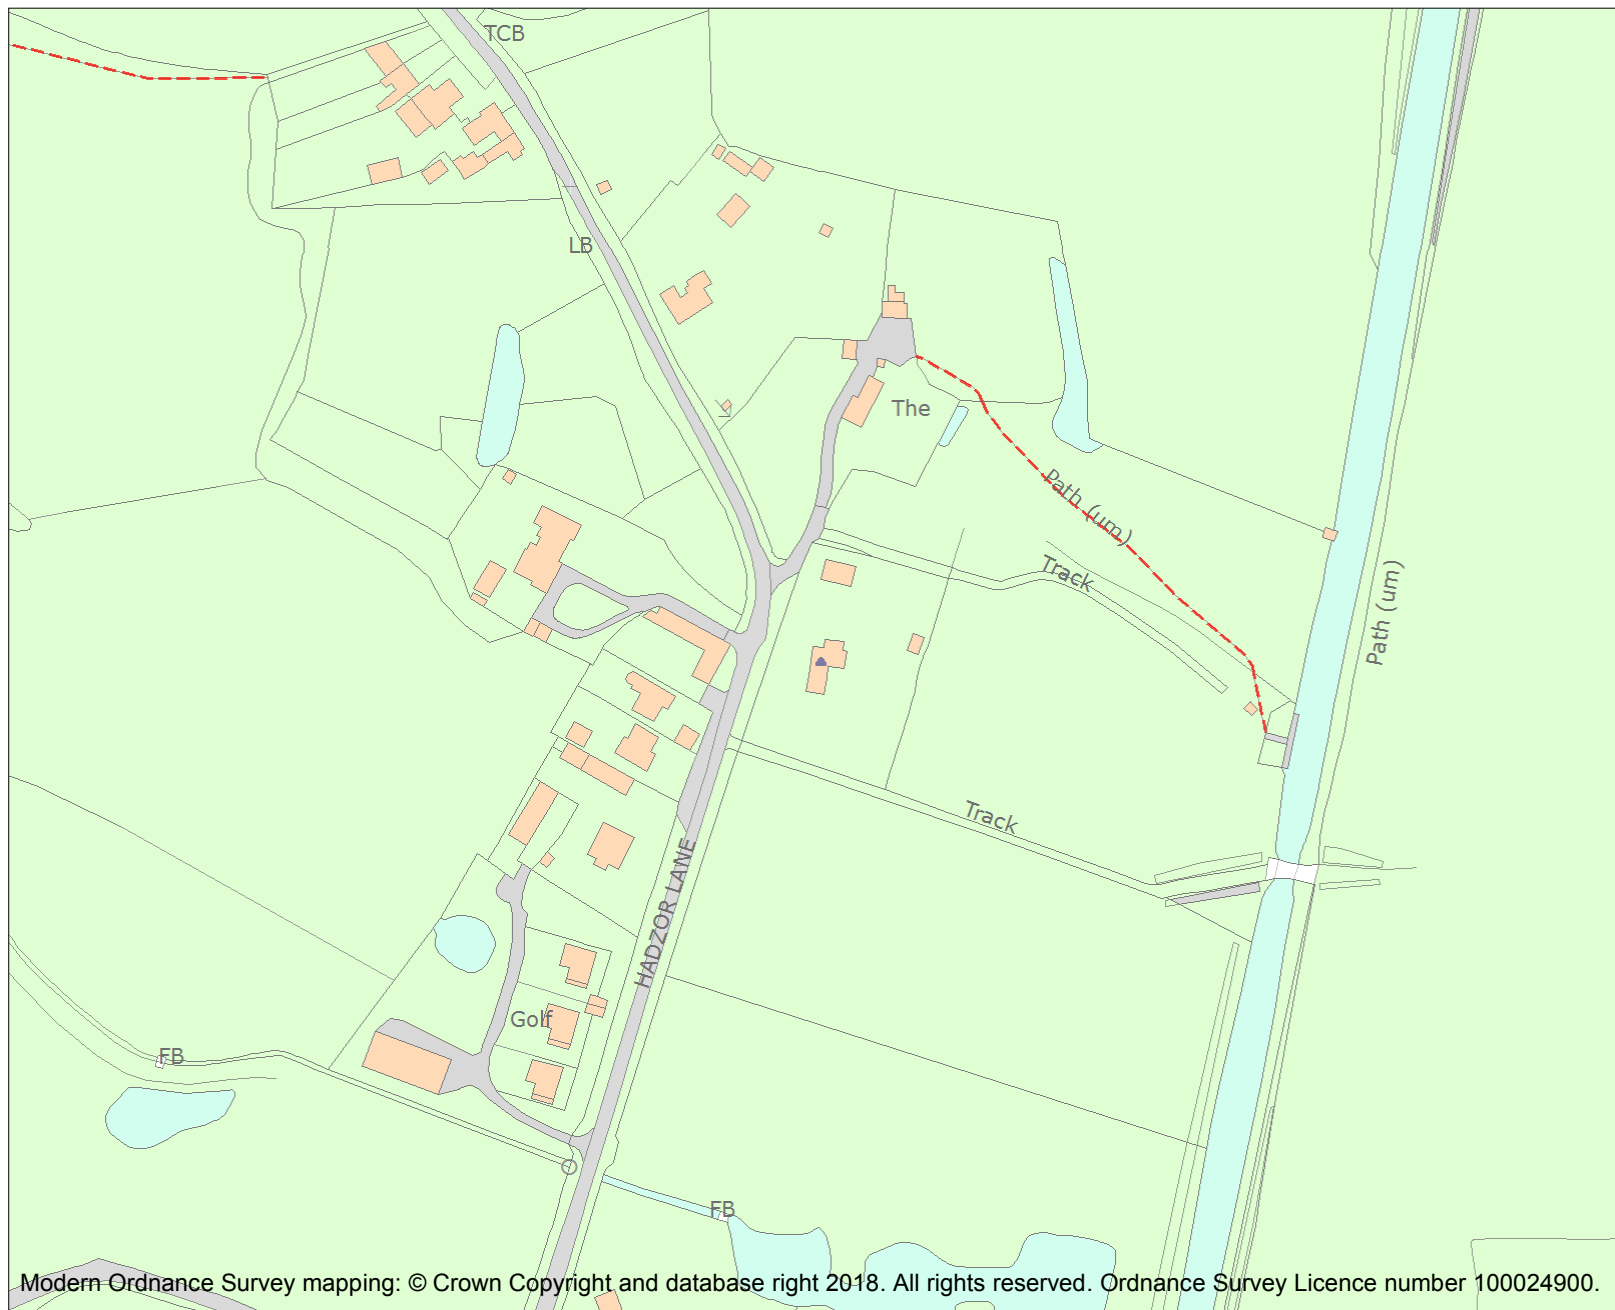 TCB
LB
The
Path (um)
Track
Path (um)
Track
HADZOR LANE
Golf
FB
FB
Modern Ordnance Survey mapping: © Crown Copyright and database right 2018. All rights reserved. Ordnance Survey Licence number 100024900.